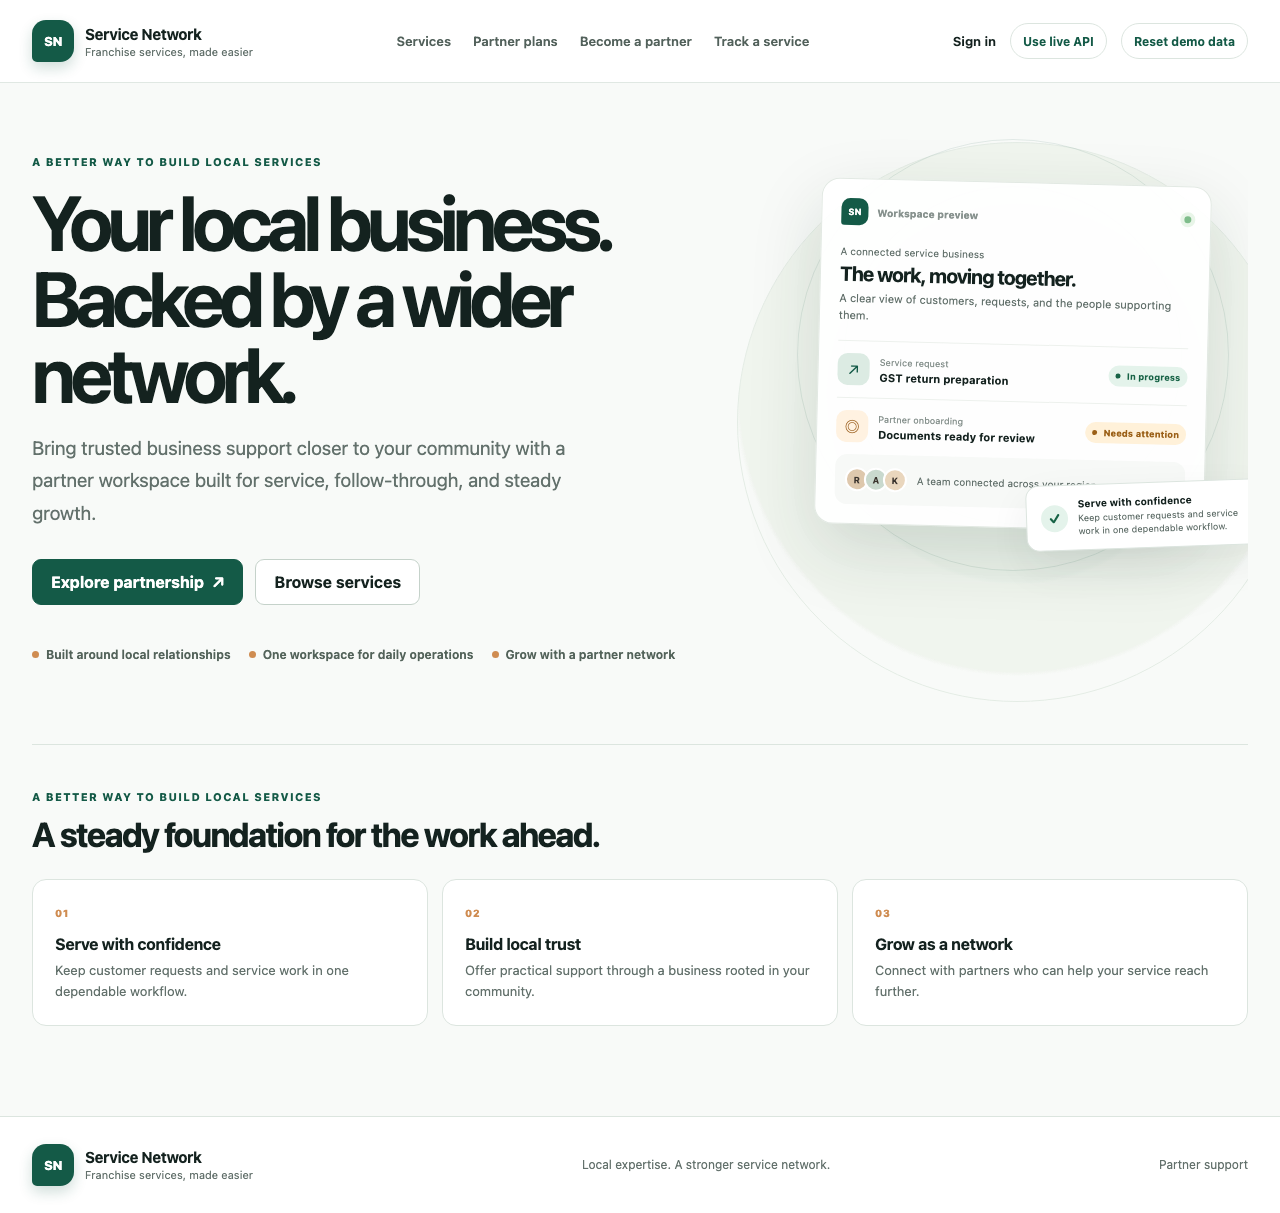 SN
Service Network
Franchise services, made easier
Services
Partner plans
Become a partner
Track a service
Sign in
Use live API
Reset demo data
A BETTER WAY TO BUILD LOCAL SERVICES
Your local business.
Backed by a wider
network.
Bring trusted business support closer to your community with a
partner workspace built for service, follow-through, and steady
growth.
Explore partnership
Browse services
Built around local relationships
One workspace for daily operations
Grow with a partner network
SN
Workspace preview
A connected service business
The work, moving together.
A clear view of customers, requests, and the people supporting
them.
Service request
GST return preparation
In progress
Partner onboarding
Documents ready for review
Needs attention
R
A
K
A team connected across your
Serve with confidence
Keep customer requests and service
work in one dependable workflow.
A BETTER WAY TO BUILD LOCAL SERVICES
A steady foundation for the work ahead.
01
Serve with confidence
Keep customer requests and service work in one
dependable workflow.
02
Build local trust
Offer practical support through a business rooted in your
community.
03
Grow as a network
Connect with partners who can help your service reach
further.
SN
Service Network
Franchise services, made easier
Local expertise. A stronger service network.
Partner support